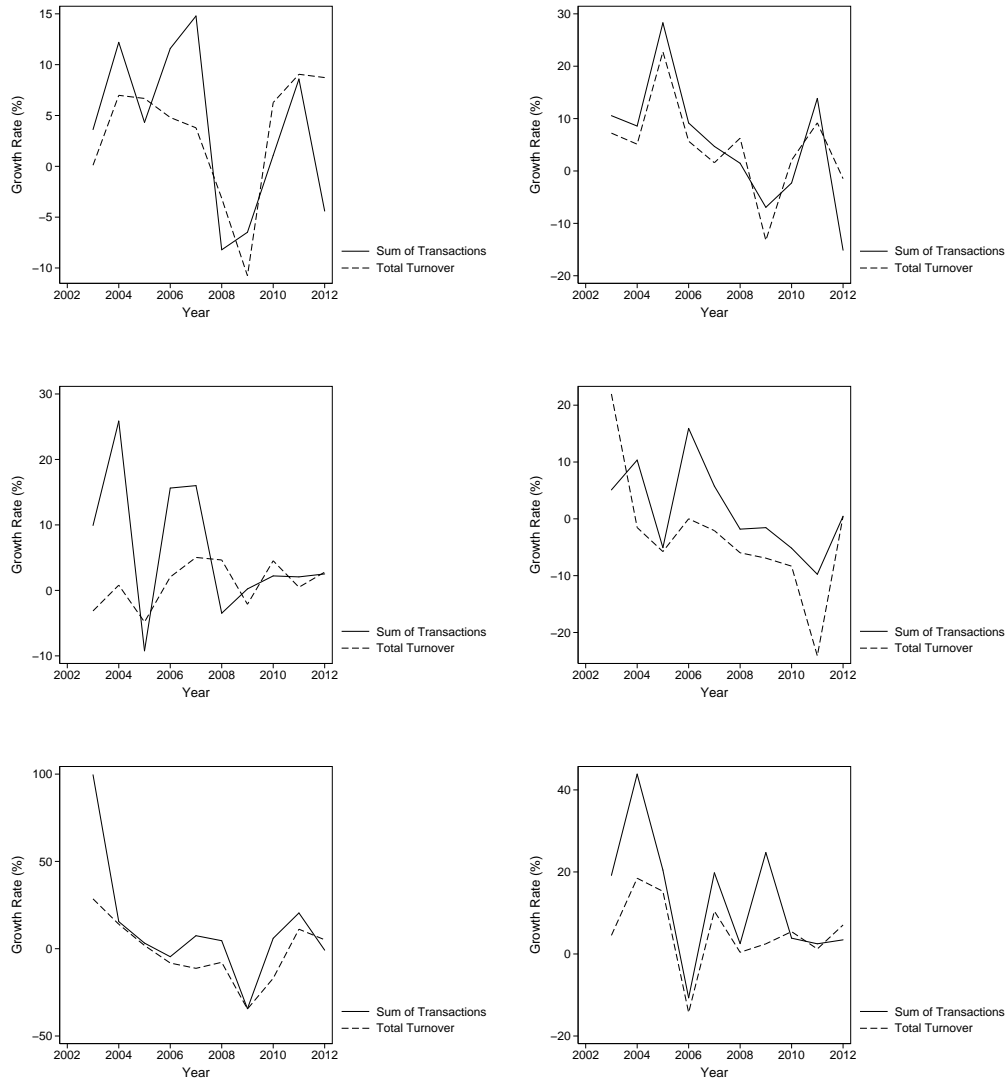 15
10
5
0
−5
−10
Growth Rate (%)
2002 2004 2006 2008 2010 2012
Year
Sum of Transactions
Total Turnover
30
20
10
0
−10
−20
Growth Rate (%)
2002 2004 2006 2008 2010 2012
Year
Sum of Transactions
Total Turnover
30
20
10
0
−10
Growth Rate (%)
2002 2004 2006 2008 2010 2012
Year
Sum of Transactions
Total Turnover
20
10
0
−10
−20
Growth Rate (%)
2002 2004 2006 2008 2010 2012
Year
Sum of Transactions
Total Turnover
100
50
0
−50
Growth Rate (%)
2002 2004 2006 2008 2010 2012
Year
Sum of Transactions
Total Turnover
40
20
0
−20
Growth Rate (%)
2002 2004 2006 2008 2010 2012
Year
Sum of Transactions
Total Turnover